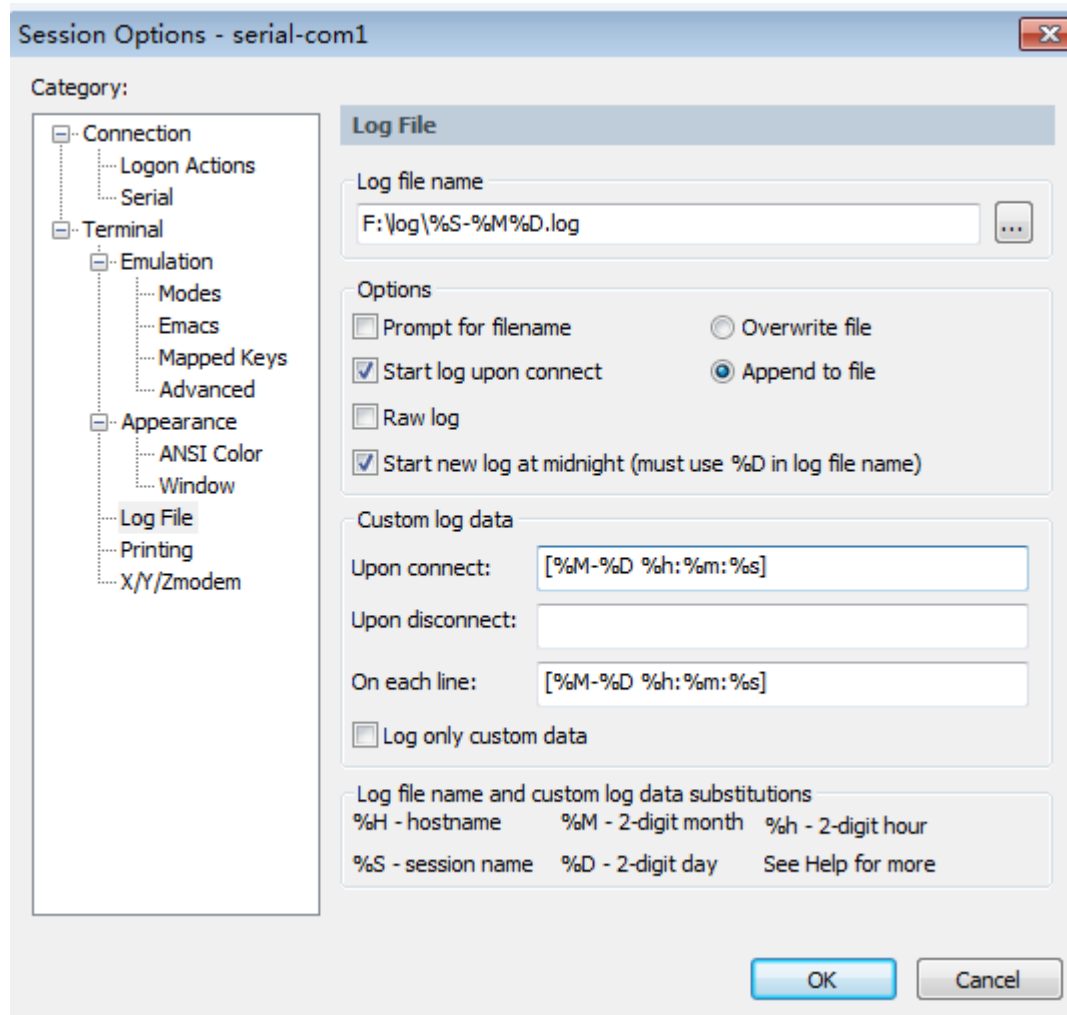 Session Options - serial-com1
Category:
Connection
Logon Actions
Serial
Terminal
Emulation
Modes
Emacs
Mapped Keys
Advanced
Appearance
ANSI Color
Window
Log File
Printing
X/Y/Zmodem
Log File
Log file name
F:\log\%S-%M%D.log
...
Options
Prompt for filename
Overwrite file
Start log upon connect
Append to file
Raw log
Start new log at midnight (must use %D in log file name)
Custom log data
Upon connect: [%M-%D %h:%m:%s]
Upon disconnect:
On each line: [%M-%D %h:%m:%s]
Log only custom data
Log file name and custom log data substitutions
%H - hostname %M - 2-digit month %h - 2-digit hour
%S - session name %D - 2-digit day See Help for more
OK Cancel